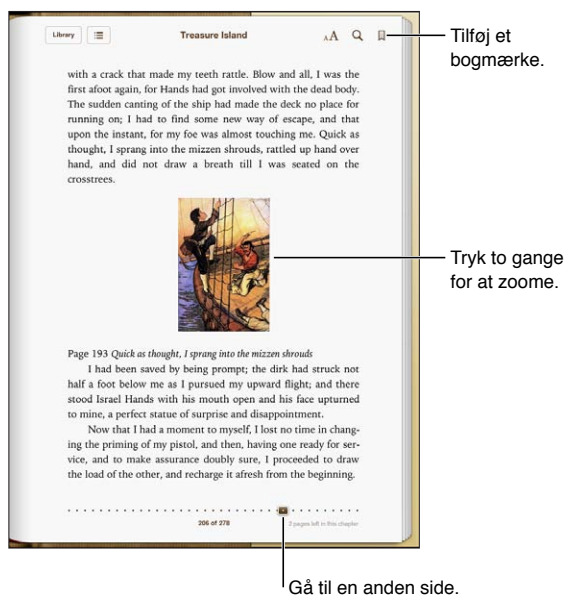 Library
Treasure Island
AA
Tilføj et
bogmærke.
with a crack that made my teeth rattle. Blow and all, I was the
first afoot again, for Hands had got involved with the dead body.
The sudden canting of the ship had made the deck no place for
running on; I had to find some new way of escape, and that
upon the instant, for my foe was almost touching me. Quick as
thought, I sprang into the mizzen shrouds, rattled up hand over
hand, and did not draw a breath till I was seated on the
crosstrees.
Tryk to gange
for at zoome.
Page 193 Quick as thought, I sprang into the mizzen shrouds
I had been saved by being prompt; the dirk had struck not
half a foot below me as I pursued my upward flight; and there
stood Israel Hands with his mouth open and his face upturned
to mine, a perfect statue of surprise and disappointment.
Now that I had a moment to myself, I lost no time in chang-
ing the priming of my pistol, and then, having one ready for ser-
vice, and to make assurance doubly sure, I proceeded to draw
the load of the other, and recharge it afresh from the beginning.
206 of 278
2 pages left in this chapter
Gå til en anden side.